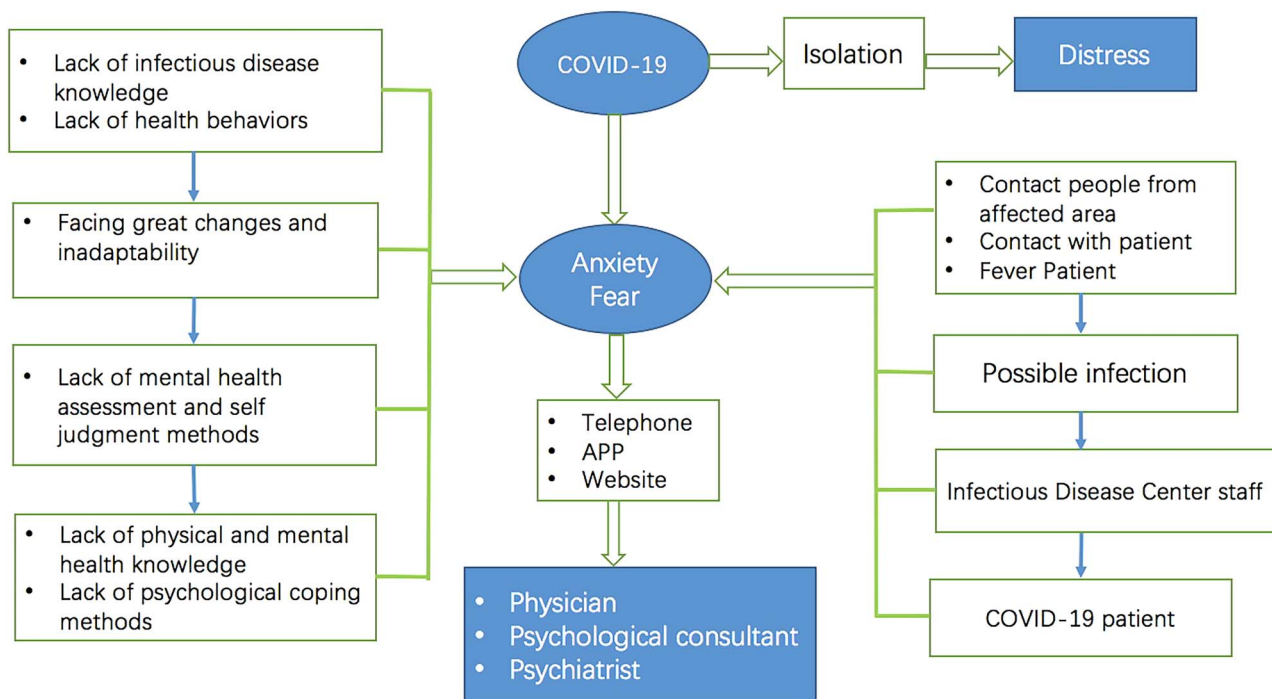 • Lack of infectious disease
knowledge
• Lack of health behaviors
• Facing great changes and
inadaptability
• Lack of mental health
assessment and self
judgment methods
• Lack of physical and mental
health knowledge
• Lack of psychological coping
methods
COVID-19
Isolation
Distress
Anxiety
Fear
• Telephone
• APP
• Website
• Physician
• Psychological consultant
• Psychiatrist
• Contact people from
affected area
• Contact with patient
• Fever Patient
Possible infection
Infectious Disease Center staff
COVID-19 patient